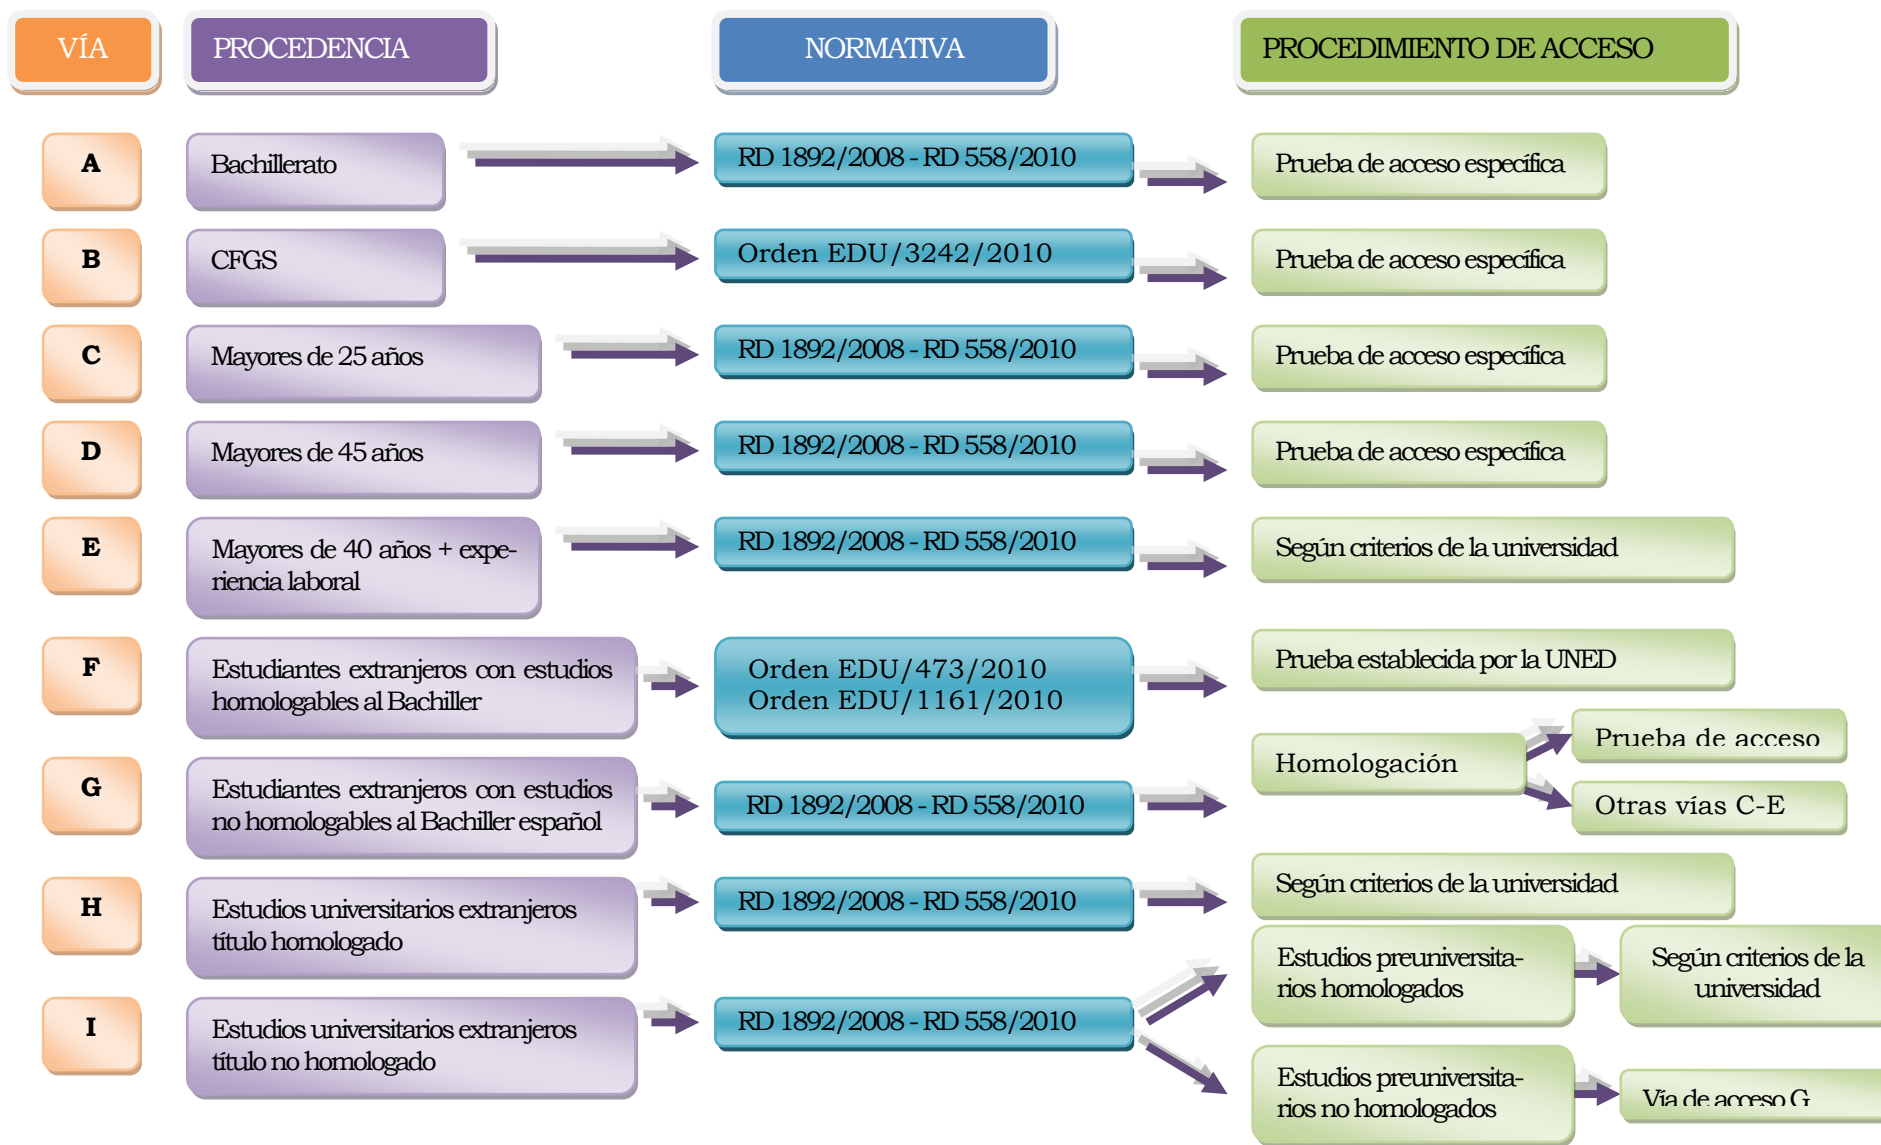 VÍA
PROCEDENCIA
NORMATIVA
PROCEDIMIENTO DE ACCESO
A
Bachillerato
RD 1892/2008 - RD 558/2010
Prueba de acceso específica
B
CFGS
Orden EDU/3242/2010
Prueba de acceso específica
C
Mayores de 25 años
RD 1892/2008 - RD 558/2010
Prueba de acceso específica
D
Mayores de 45 años
RD 1892/2008 - RD 558/2010
Prueba de acceso específica
E
Mayores de 40 años + expe-
riencia laboral
RD 1892/2008 - RD 558/2010
Según criterios de la universidad
F
Estudiantes extranjeros con estudios
homologables al Bachiller
Orden EDU/473/2010
Orden EDU/1161/2010
Prueba establecida por la UNED
G
Estudiantes extranjeros con estudios
no homologables al Bachiller español
RD 1892/2008 - RD 558/2010
Homologación
Prueba de acceso
Otras vías C-E
H
Estudios universitarios extranjeros
título homologado
RD 1892/2008 - RD 558/2010
Según criterios de la universidad
I
Estudios universitarios extranjeros
título no homologado
RD 1892/2008 - RD 558/2010
Estudios preuniversita-
rios homologados
Según criterios de la
universidad
Estudios preuniversita-
rios no homologados
Vía de acceso G